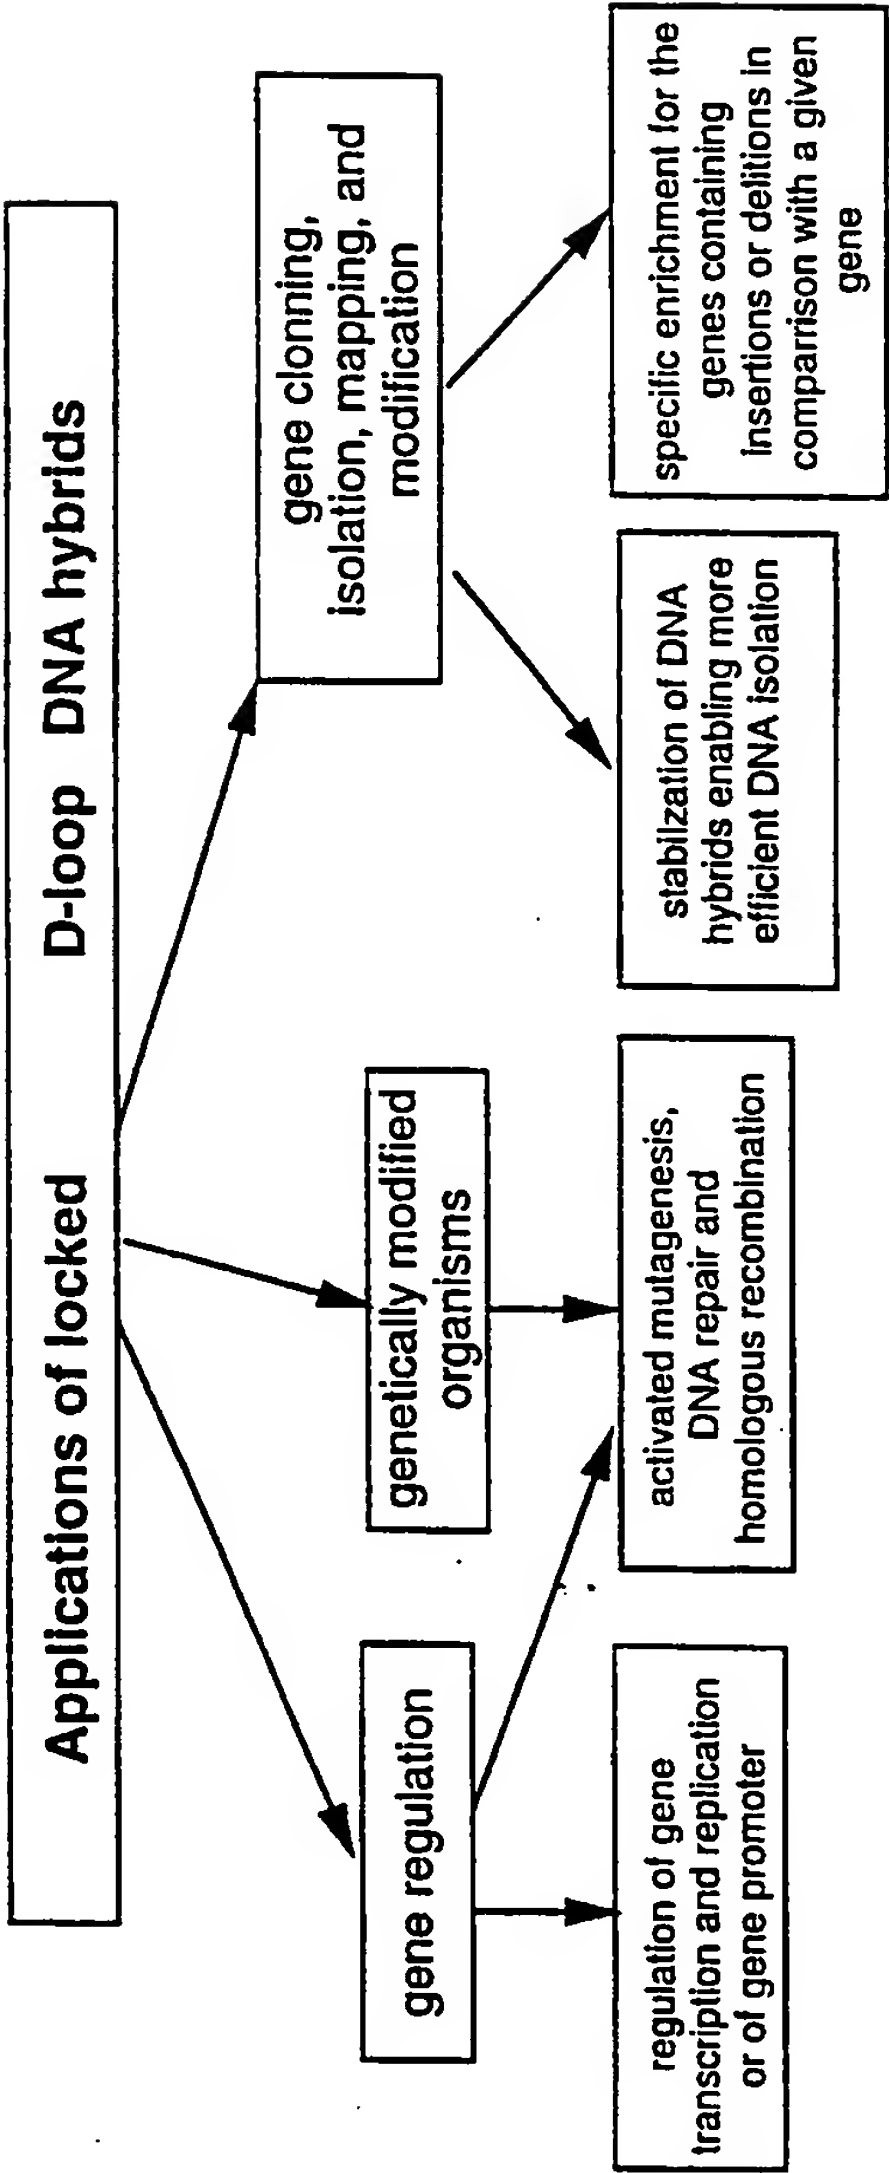 Applications of locked D-loop DNA hybrids
gene regulation
genetically modified
organisms
gene clonning,
isolation, mapping, and
modification
regulation of gene
transcription and replication
or of gene promoter
activated mutagenesis,
DNA repair and
homologous recombination
stabilzation of DNA
hybrids enabling more
efficient DNA isolation
specific enrichment for the
genes containing
insertions or delitions in
comparrison with a given
gene